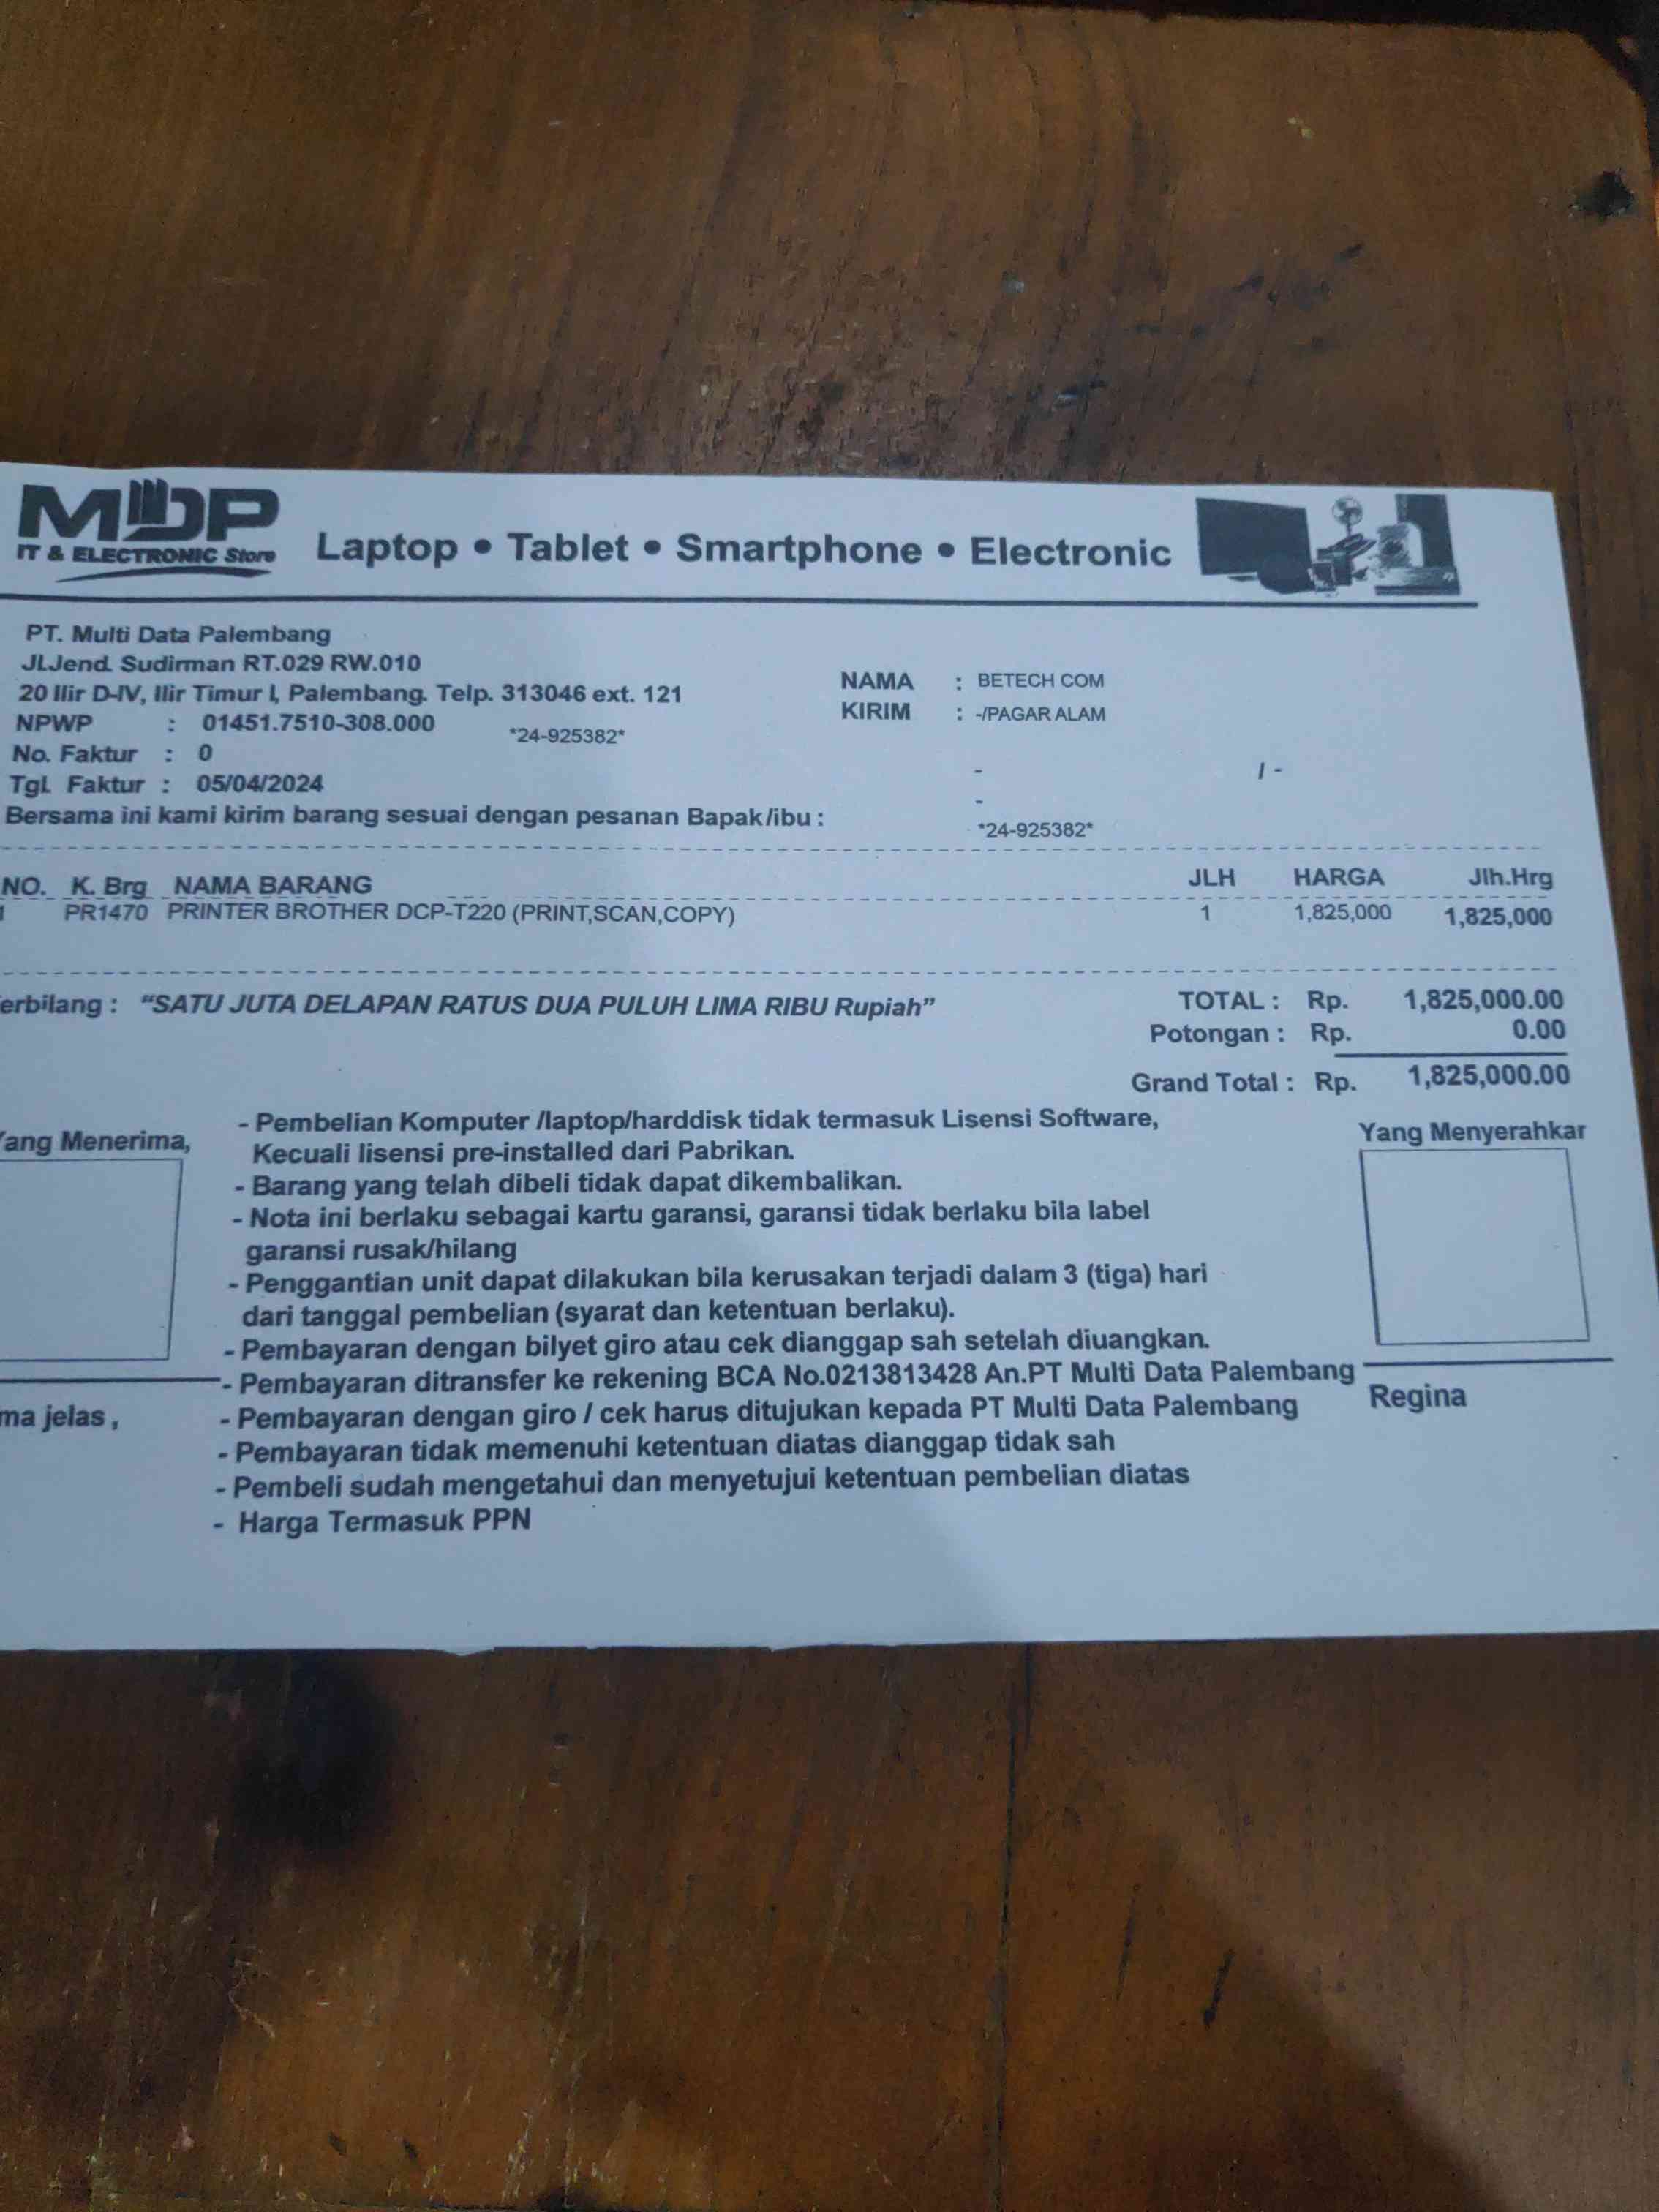 MDP
IT & ELECTRONIC Store
Laptop • Tablet • Smartphone • Electronic
PT. Multi Data Palembang
Jl.Jend. Sudirman RT.029 RW.010
20 Ilir D-IV, Ilir Timur I, Palembang. Telp. 313046 ext. 121
NPWP : 01451.7510-308.000 *24-925382*
No. Faktur : 0
Tgl. Faktur : 05/04/2024
Bersama ini kami kirim barang sesuai dengan pesanan Bapak/ibu :
NAMA : BETECH COM
KIRIM : -/PAGAR ALAM
- / -
-
*24-925382*
NO. K. Brg NAMA BARANG JLH HARGA Jlh.Hrg
1 PR1470 PRINTER BROTHER DCP-T220 (PRINT,SCAN,COPY) 1 1,825,000 1,825,000
erbilang : “SATU JUTA DELAPAN RATUS DUA PULUH LIMA RIBU Rupiah”
TOTAL : Rp. 1,825,000.00
Potongan : Rp. 0.00
Grand Total : Rp. 1,825,000.00
Yang Menerima,
- Pembelian Komputer /laptop/harddisk tidak termasuk Lisensi Software,
Kecuali lisensi pre-installed dari Pabrikan.
- Barang yang telah dibeli tidak dapat dikembalikan.
- Nota ini berlaku sebagai kartu garansi, garansi tidak berlaku bila label
garansi rusak/hilang
- Penggantian unit dapat dilakukan bila kerusakan terjadi dalam 3 (tiga) hari
dari tanggal pembelian (syarat dan ketentuan berlaku).
- Pembayaran dengan bilyet giro atau cek dianggap sah setelah diuangkan.
- Pembayaran ditransfer ke rekening BCA No.0213813428 An.PT Multi Data Palembang
- Pembayaran dengan giro / cek harus ditujukan kepada PT Multi Data Palembang
- Pembayaran tidak memenuhi ketentuan diatas dianggap tidak sah
- Pembeli sudah mengetahui dan menyetujui ketentuan pembelian diatas
- Harga Termasuk PPN
ma jelas ,
Yang Menyerahkar
Regina